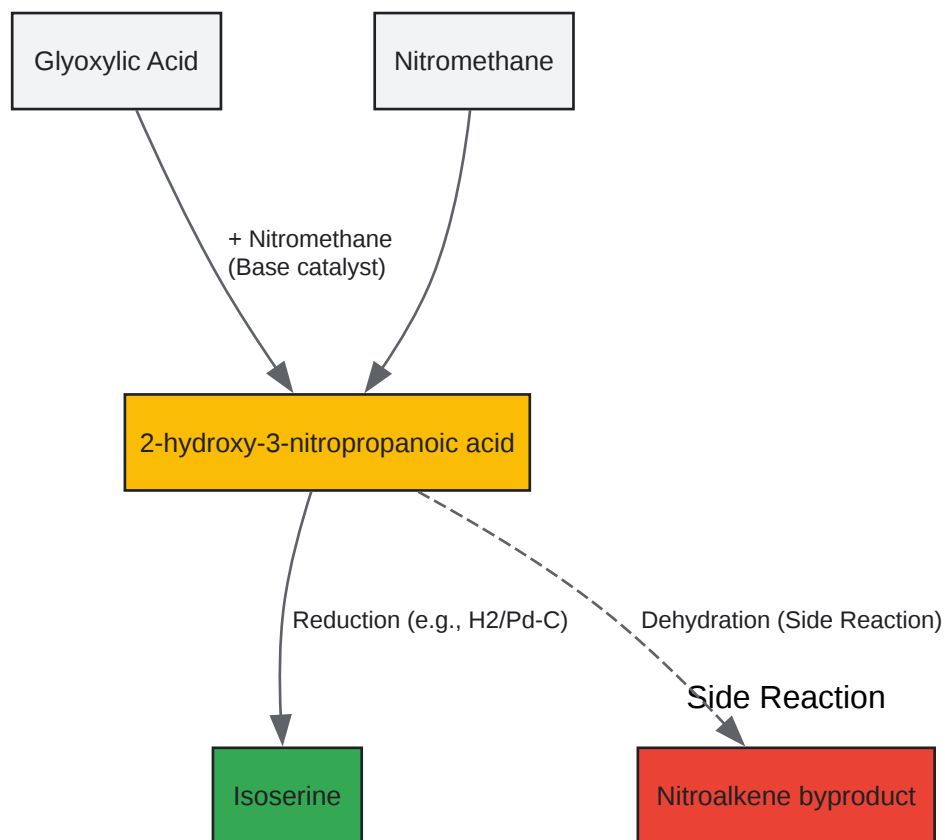 Glyoxylic Acid
Nitromethane
+ Nitromethane
(Base catalyst)
2-hydroxy-3-nitropropanoic acid
Reduction (e.g., H2/Pd-C)
Dehydration (Side Reaction)
Side Reaction
Isoserine
Nitroalkene byproduct